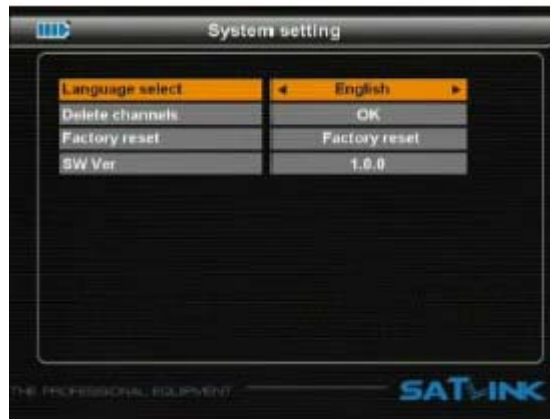 System setting
Language select English
Delete channels OK
Factory reset Factory reset
SW Ver 1.0.0
THE PROFESSIONAL EQUIPMENT
SATLINK